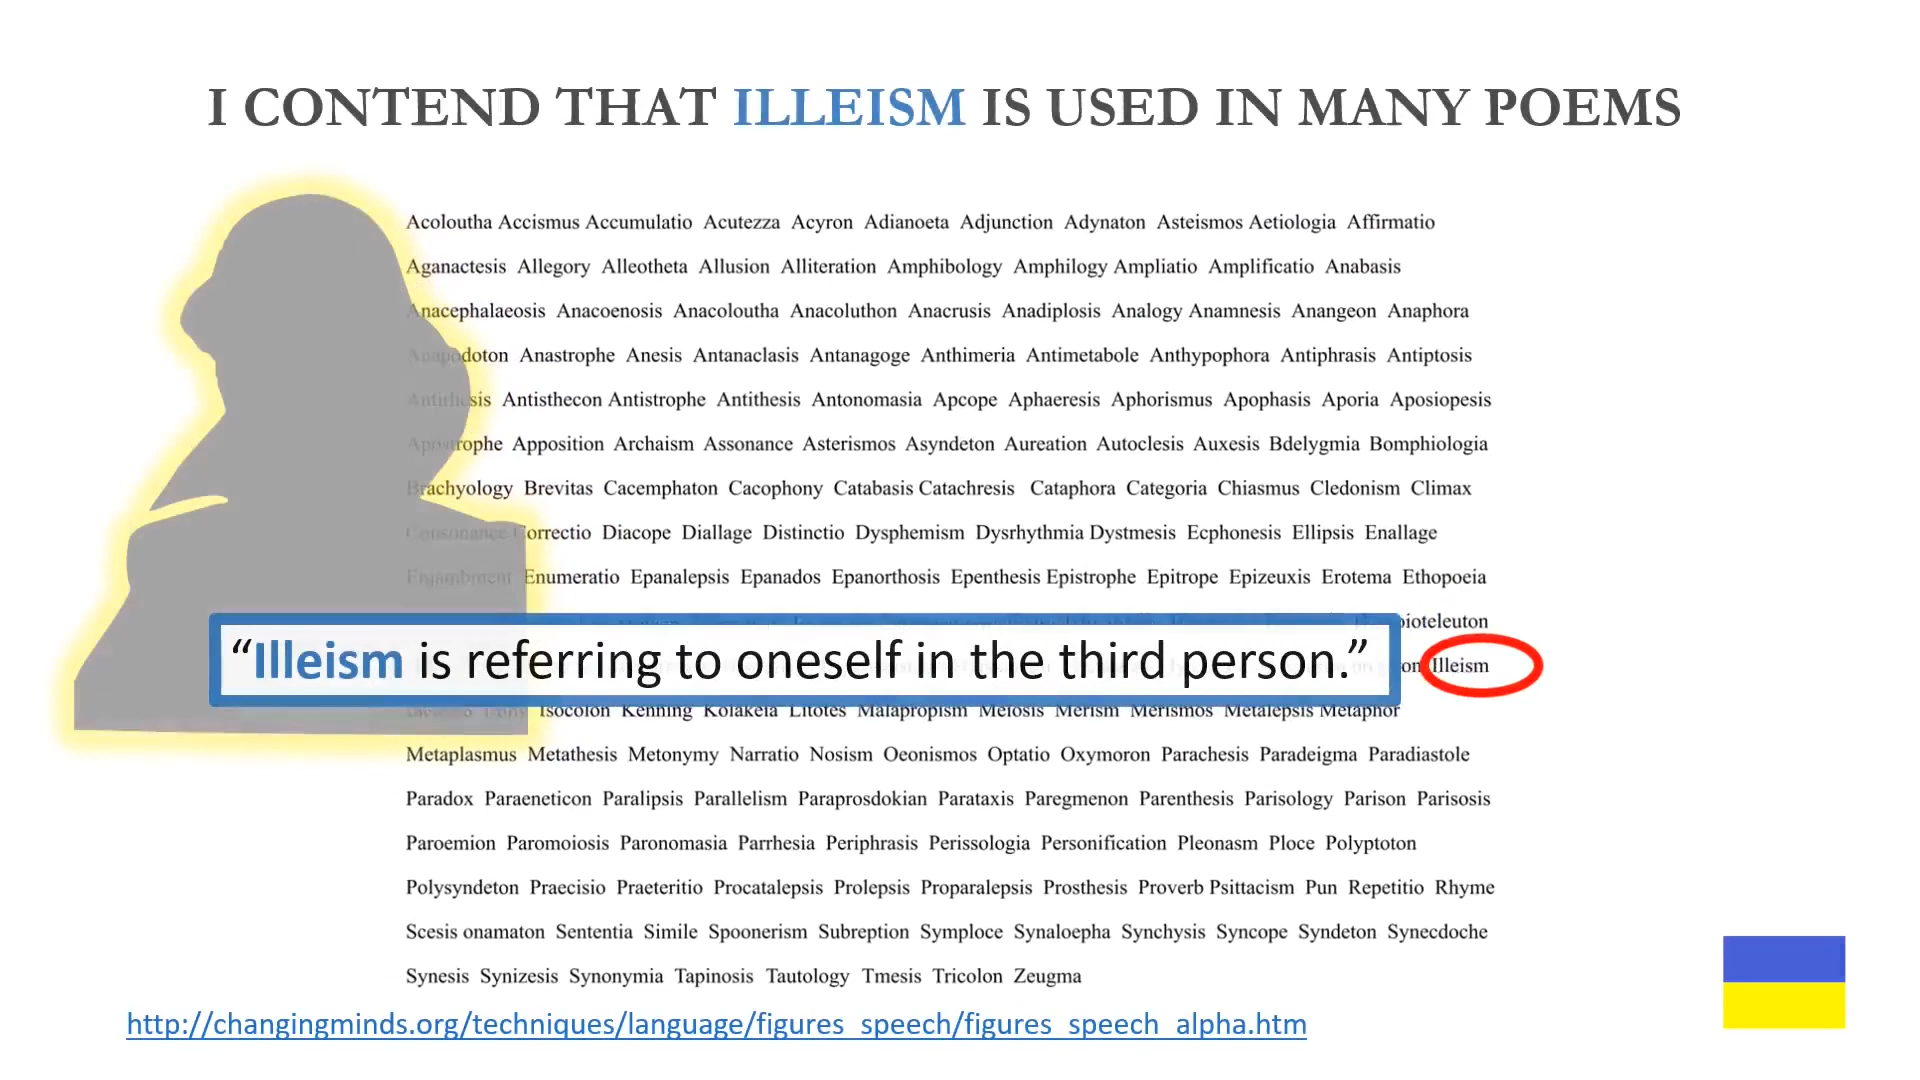 I CONTEND THAT ILLEISM IS USED IN MANY POEMS
Acoloutha Accismus Accumulatio Acutezza Acyron Adianoeta Adjunction Adynaton Asteismos Aetiologia Affirmatio
Aganactesis Allegory Alleotheta Allusion Alliteration Amphibology Amphilogy Ampliatio Amplificatio Anabasis
Anacephalaeosis Anacoenosis Anacoloutha Anacoluthon Anacrusis Anadiplosis Analogy Anamnesis Anangeon Anaphora
Anapodoton Anastrophe Anesis Antanaclasis Antanagoge Anthimeria Antimetabole Anthypophora Antiphrasis Antiptosis
Antirhesis Antisthecon Antistrophe Antithesis Antonomasia Apcope Aphaeresis Aphorismus Apophasis Aporia Aposiopesis
Apostrophe Apposition Archaism Assonance Asterismos Asyndeton Aureation Autoclesis Auxesis Bdelygmia Bomphiologia
Brachyology Brevitas Cacemphaton Cacophony Catabasis Catachresis Cataphora Categoria Chiasmus Cledonism Climax
Consonance Correctio Diacope Diallage Distinctio Dysphemism Dysrhythmia Dystmesis Ecphonesis Ellipsis Enallage
Enjambment Enumeratio Epanalepsis Epanados Epanorthosis Epenthesis Epistrophe Epitrope Epizeuxis Erotema Ethopoeia
“Illeism is referring to oneself in the third person.” Illeism
Isocolon Kenning Kolakeia Litotes Malapropism Meiosis Merism Merismos Metalepsis Metaphor
Metaplasmus Metathesis Metonymy Narratio Nosism Oeonismos Optatio Oxymoron Parachesis Paradeigma Paradiastole
Paradox Paraeneticon Paralipsis Parallelism Paraprosdokian Parataxis Paregmenon Parenthesis Parisology Parison Parisosis
Paroemion Paromoiosis Paronomasia Parrhesia Periphrasis Perissologia Personification Pleonasm Ploce Polyptoton
Polysyndeton Praecisio Praeteritio Procatalepsis Prolepsis Proparalepsis Prosthesis Proverb Psittacism Pun Repetitio Rhyme
Scesis onamaton Sententia Simile Spoonerism Subreption Symploce Synaloepha Synchysis Syncope Syndeton Synecdoche
Synesis Synizesis Synonymia Tapinosis Tautology Tmesis Tricolon Zeugma
http://changingminds.org/techniques/language/figures_speech/figures_speech_alpha.htm